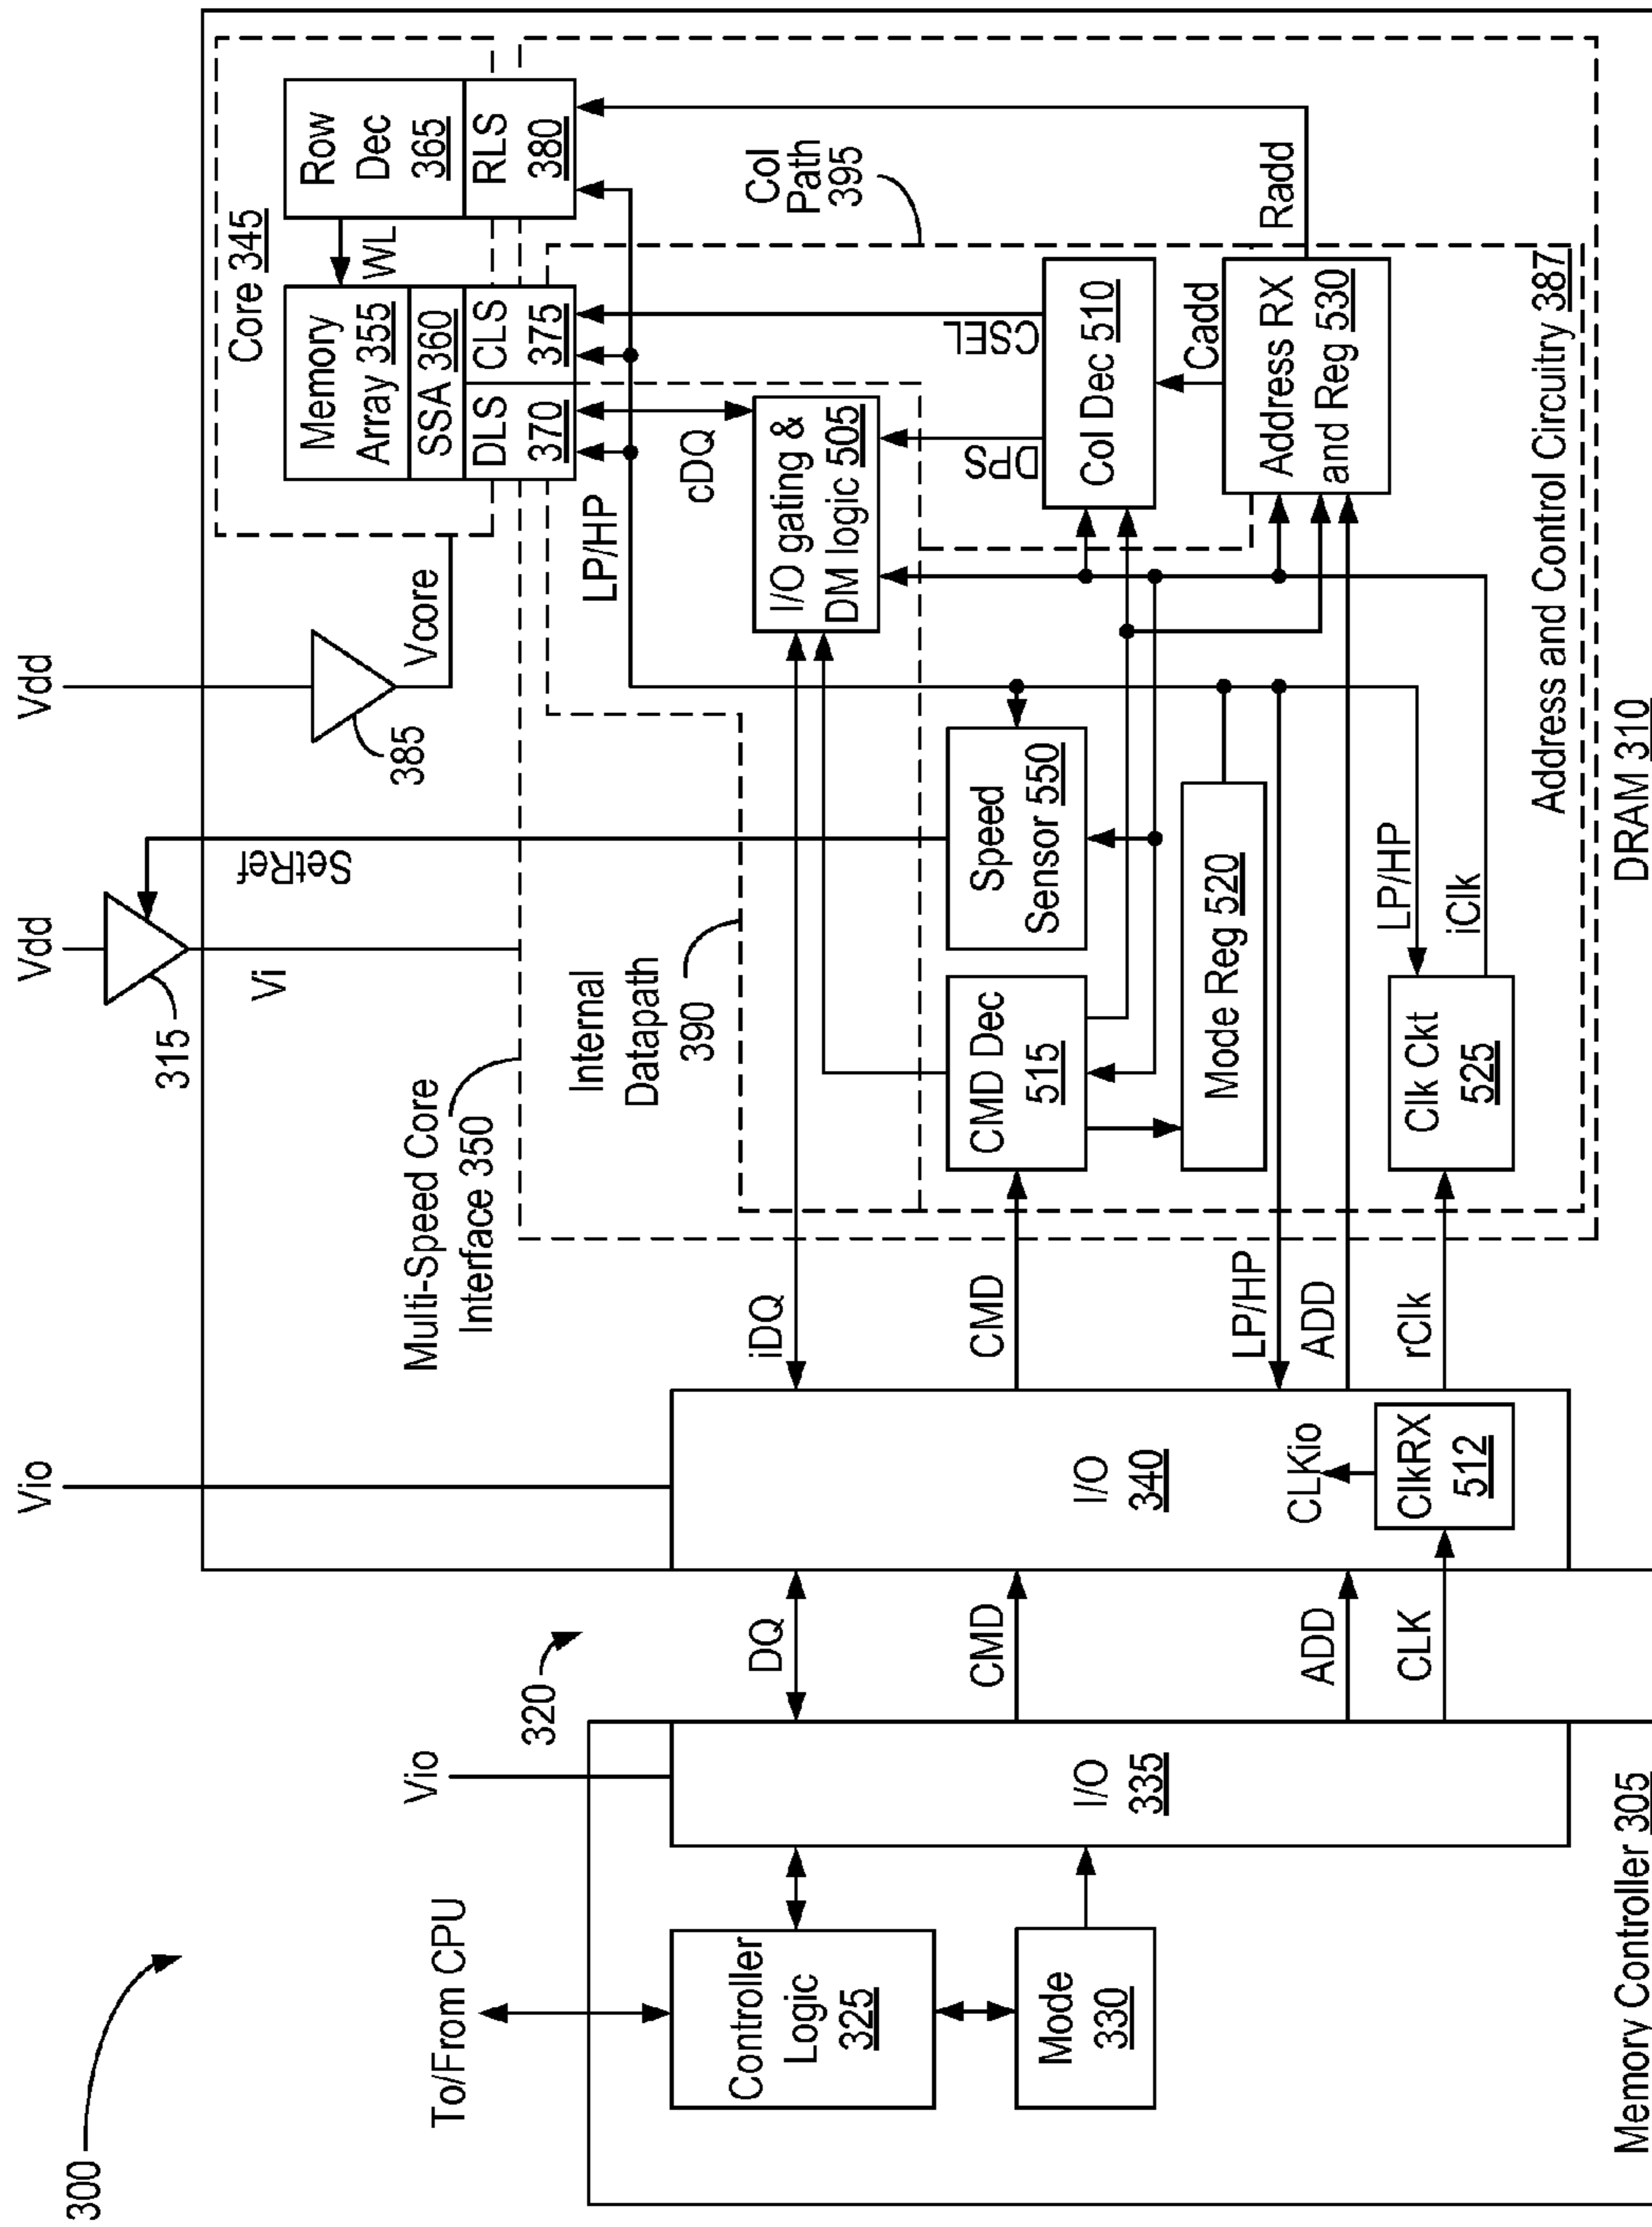 300
To/From CPU
Controller
Logic
325
Mode
330
Memory Controller 305
Vio
I/O
335
320
DQ
CMD
ADD
CLK
Vio
I/O
340
CLKio
ClkRX
512
iDQ
CMD
LP/HP
ADD
rClk
Vdd
315
Vi
SetRef
Multi-Speed Core
Interface 350
Internal
Datapath
390
CMD Dec
515
Speed
Sensor 550
Mode Reg 520
Clk Ckt
525
LP/HP
iClk
Vdd
385
Vcore
Core 345
Memory
Array 355
SSA 360
DLS
370
CLS
375
WL
Row
Dec
365
RLS
380
LP/HP
cDQ
I/O gating &
DM logic 505
DPS
CSEL
Col Dec 510
Col
Path
395
Cadd
Radd
Address RX
and Reg 530
Address and Control Circuitry 387
DRAM 310